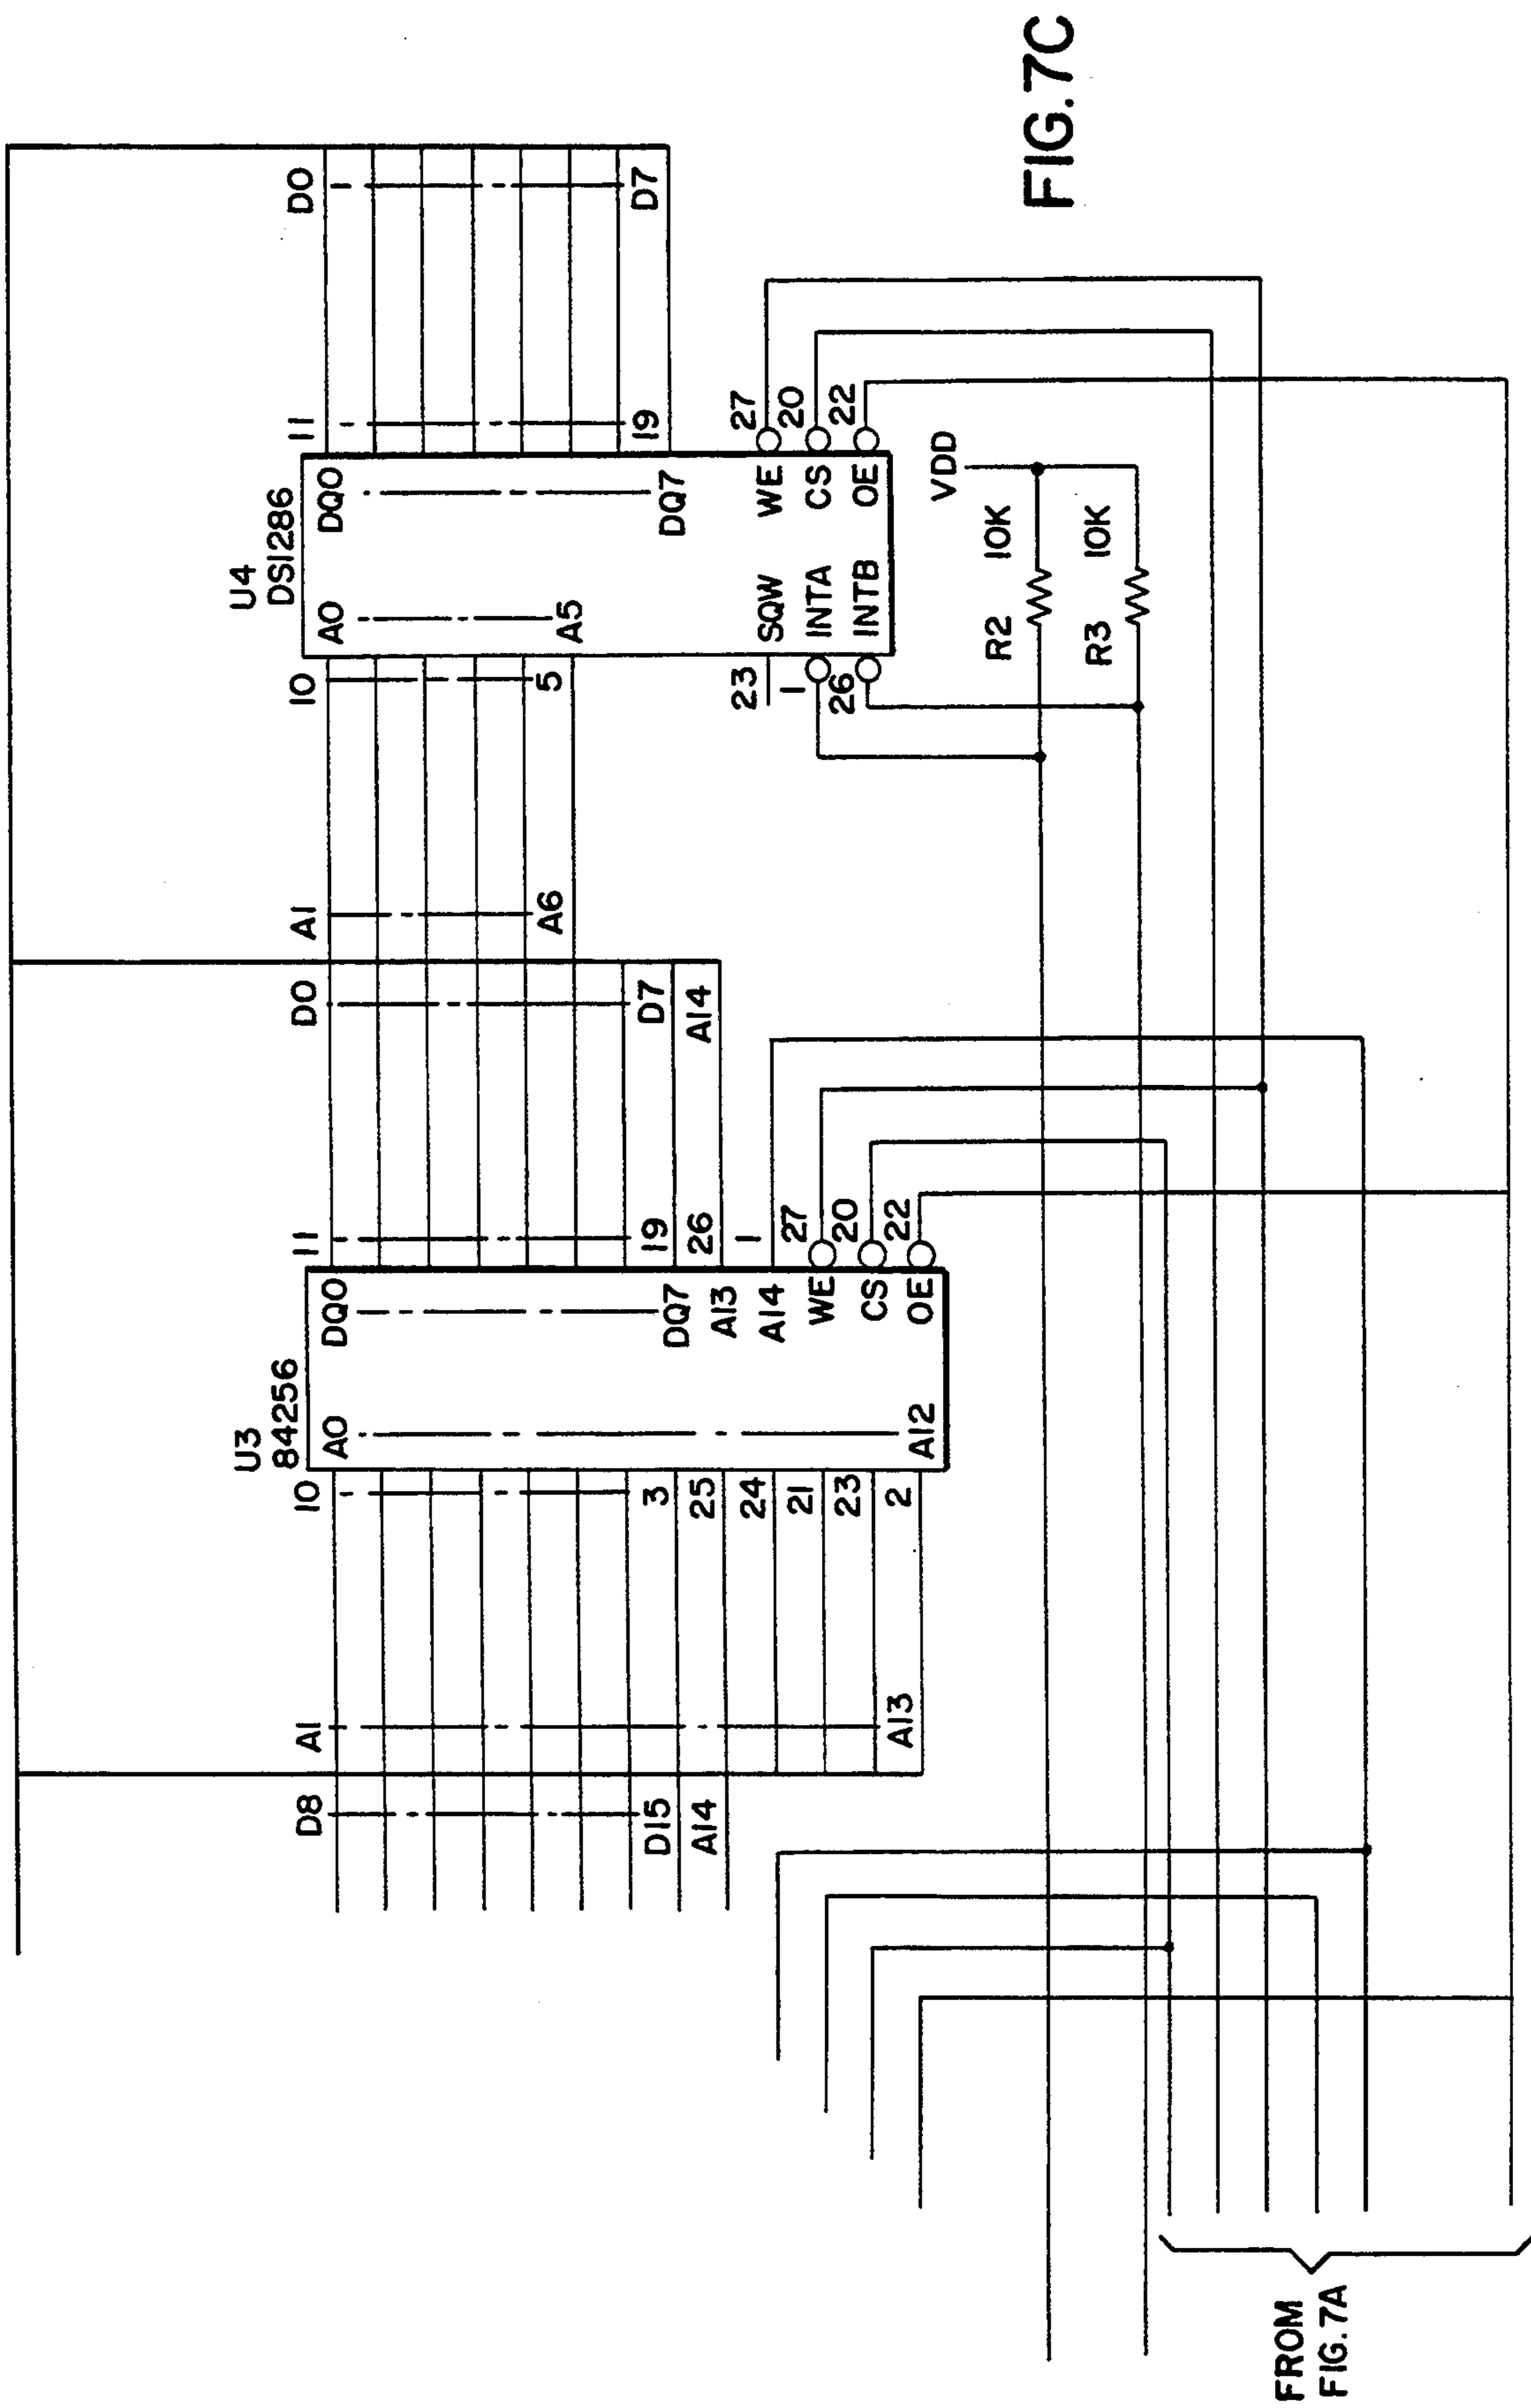 U3
84256
A0
A12
DQ0
DQ7
A13
A14
WE
CS
OE
10
3
25
24
21
23
2
11
19
26
1
27
20
22
D8
D15
A14
A1
A13
D0
D7
A14
U4
DS1286
A0
A5
DQ0
DQ7
SQW
INTA
INTB
WE
CS
OE
10
5
23
1
26
11
19
27
20
22
A1
A6
D0
D7
VDD
R2
10K
R3
10K
FROM
FIG. 7A
FIG. 7C